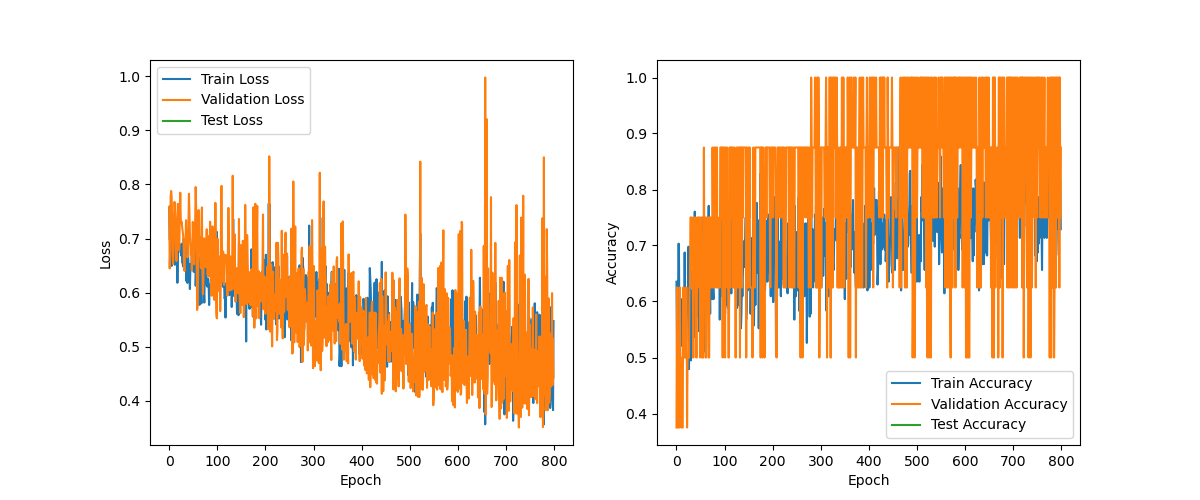 1.0
0.9
0.8
0.7
0.6
0.5
0.4
Loss
Train Loss
Validation Loss
Test Loss
0 100 200 300 400 500 600 700 800
Epoch
1.0
0.9
0.8
0.7
0.6
0.5
0.4
Accuracy
Train Accuracy
Validation Accuracy
Test Accuracy
0 100 200 300 400 500 600 700 800
Epoch